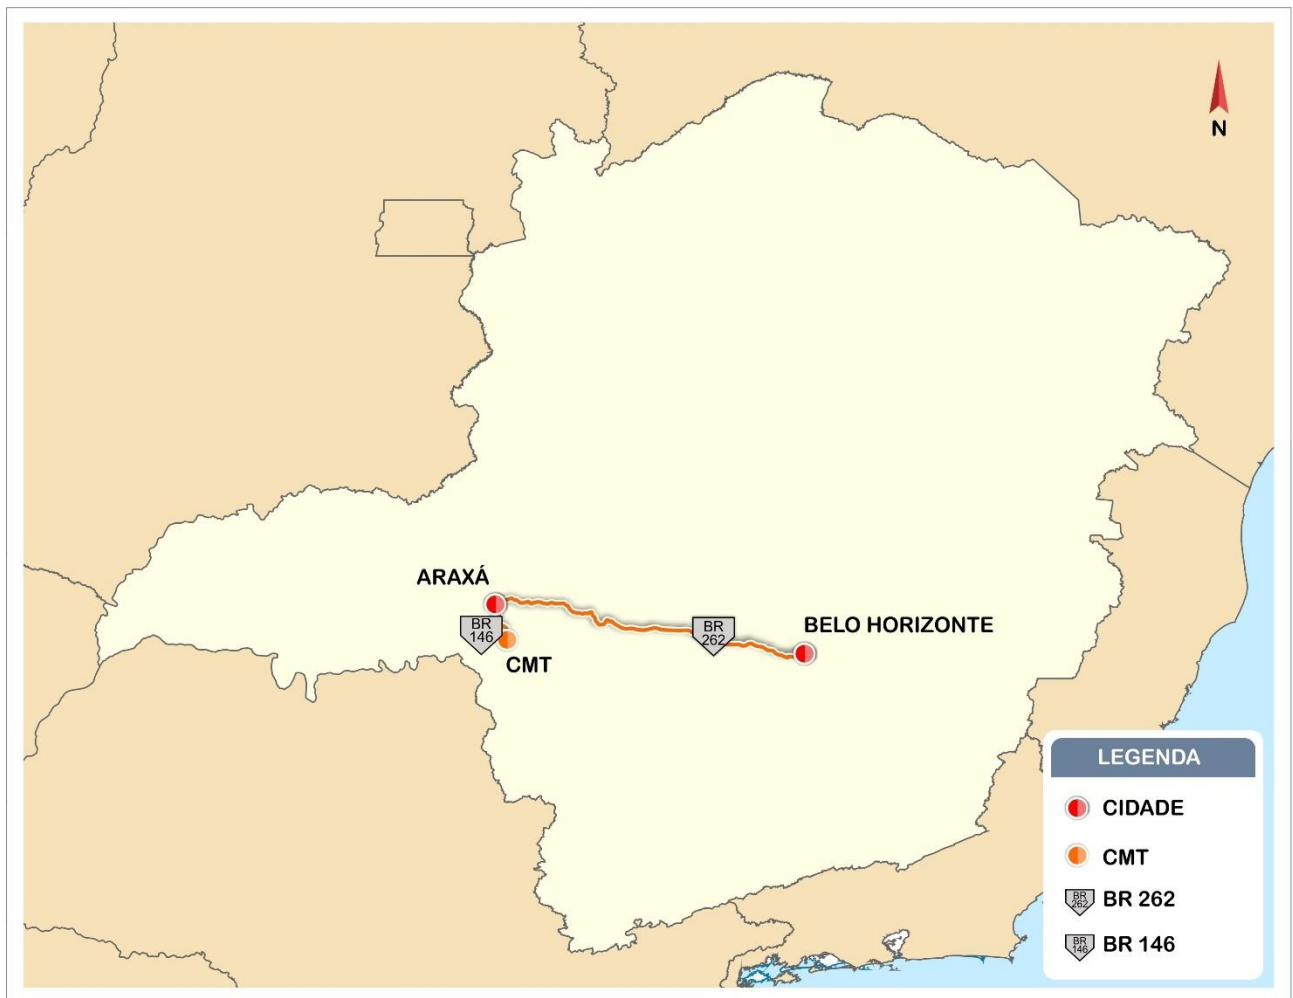 N
ARAXÁ
BR
146
CMT
BR
262
BELO HORIZONTE
LEGENDA
CIDADE
CMT
BR
262
BR 262
BR
146
BR 146